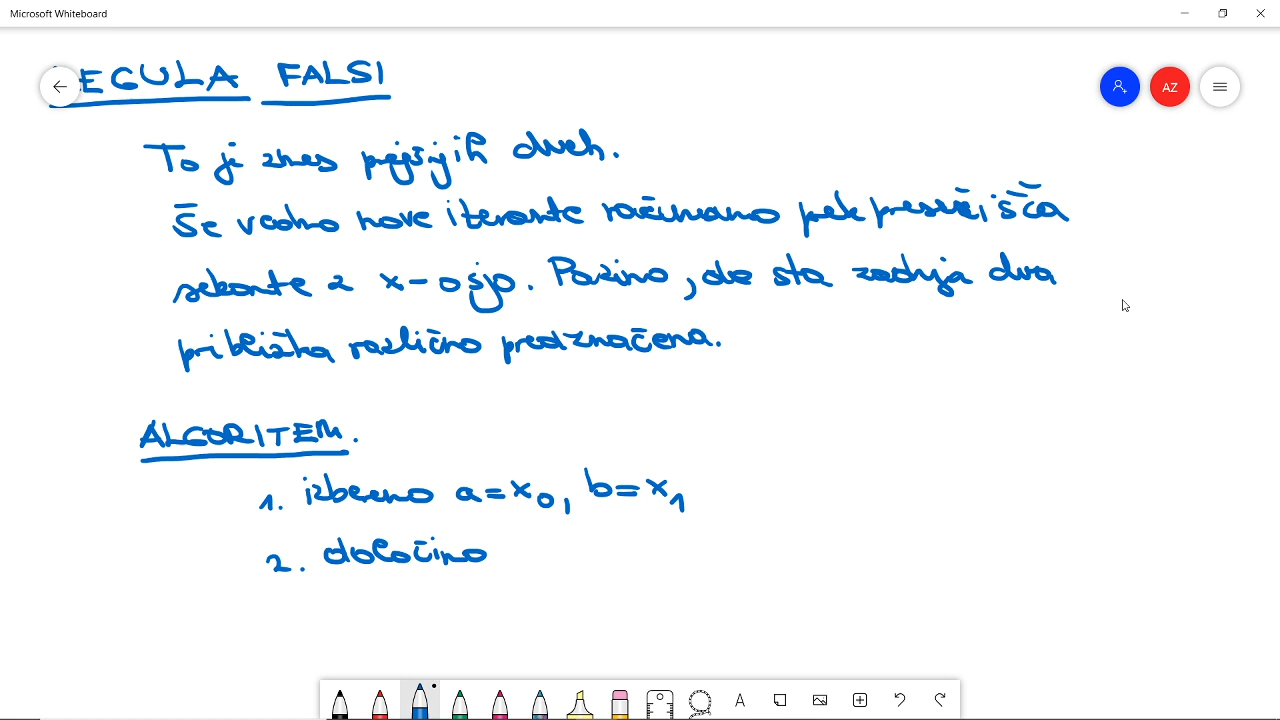 Microsoft Whiteboard
EGULA FALSI
AZ
To je zmes prejšnjih dveh.
Še vedno nove iterante računamo prek presečišča
sekante z x-osjo. Pazimo, da sta zadnja dva
približka različno predznačena.
ALGORITEM.
1. izberemo a=x₀, b=x₁
2. določimo
A